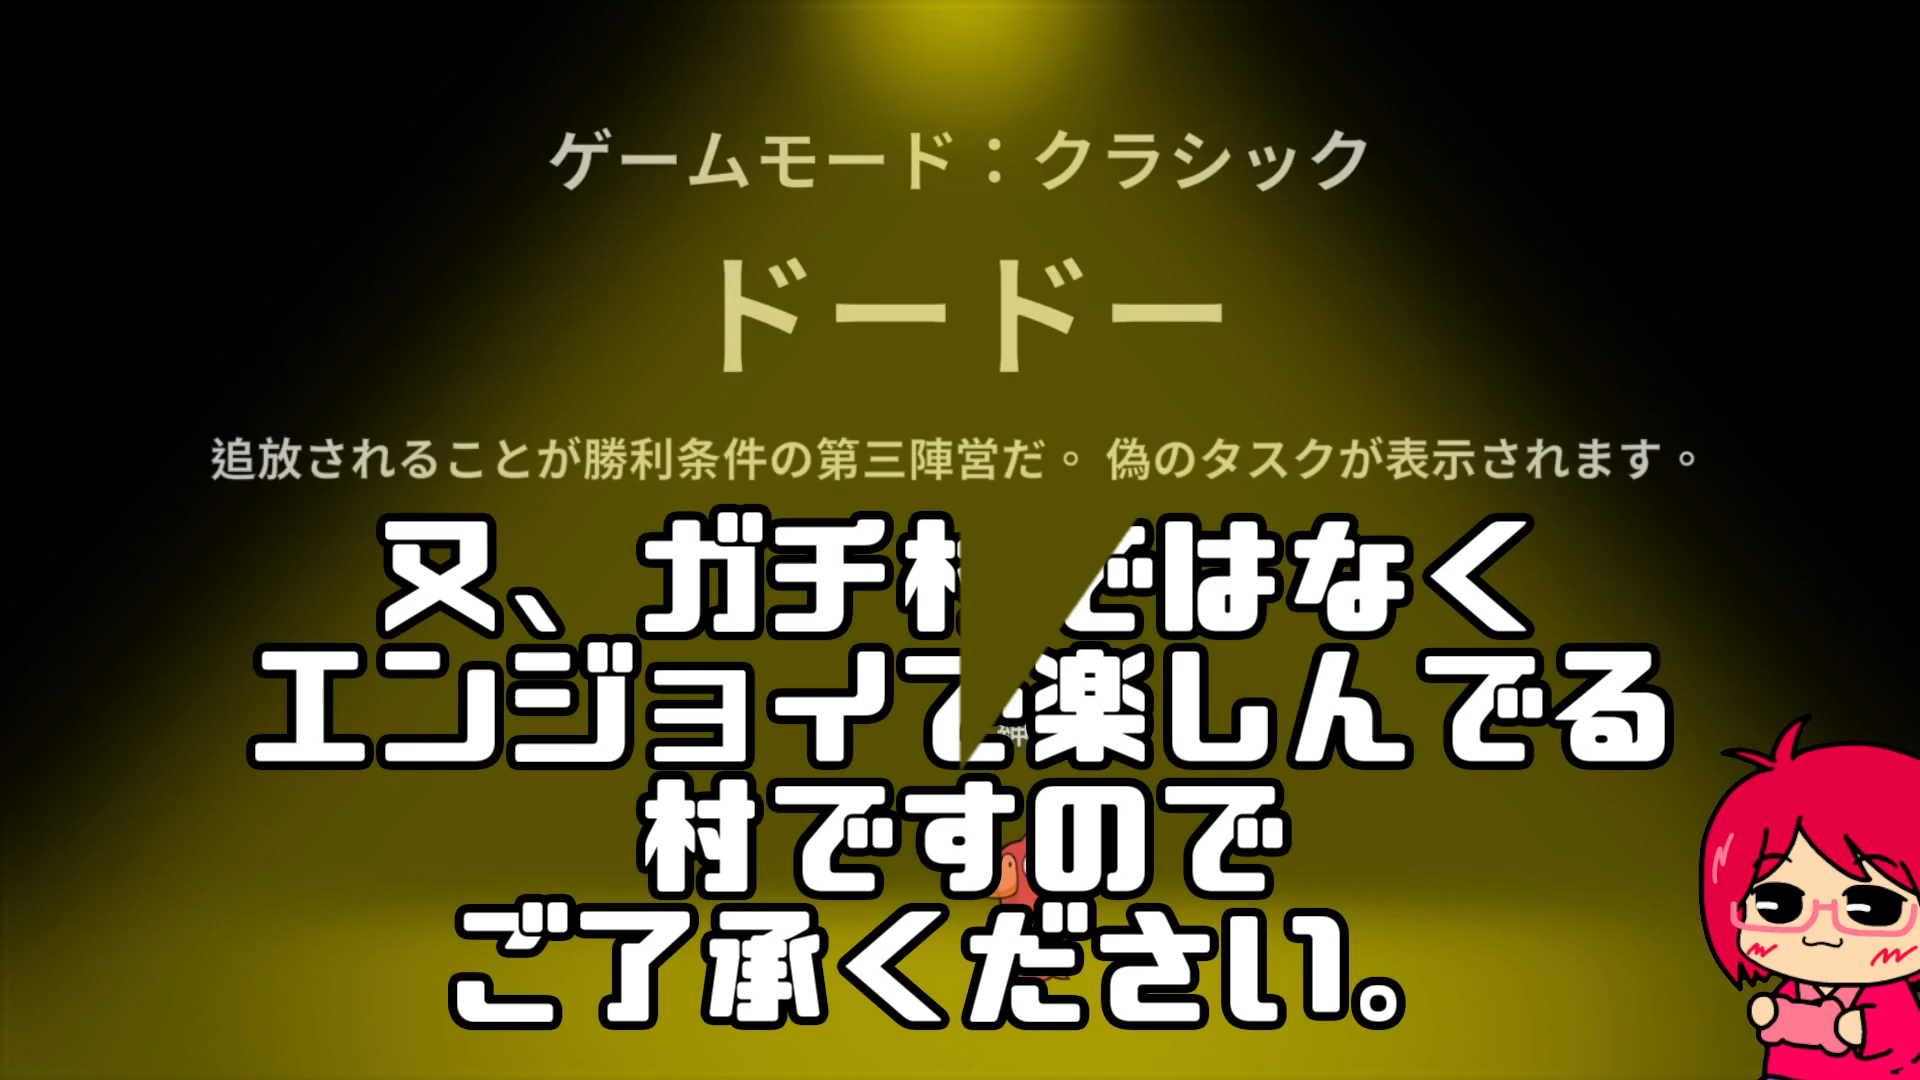 ゲームモード：クラシック
ドードー
追放されることが勝利条件の第三陣営だ。 偽のタスクが表示されます。
又、ガチ村ではなく
エンジョイで楽しんでる
村ですので
ご了承ください。